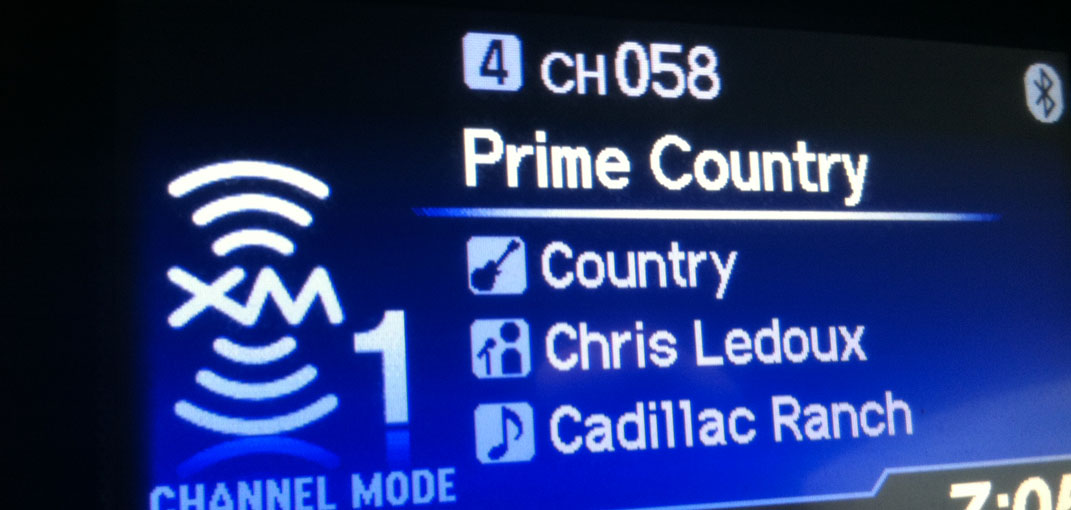 4 CH 058
Prime Country
Country
Chris Ledoux
Cadillac Ranch
XM 1
CHANNEL MODE